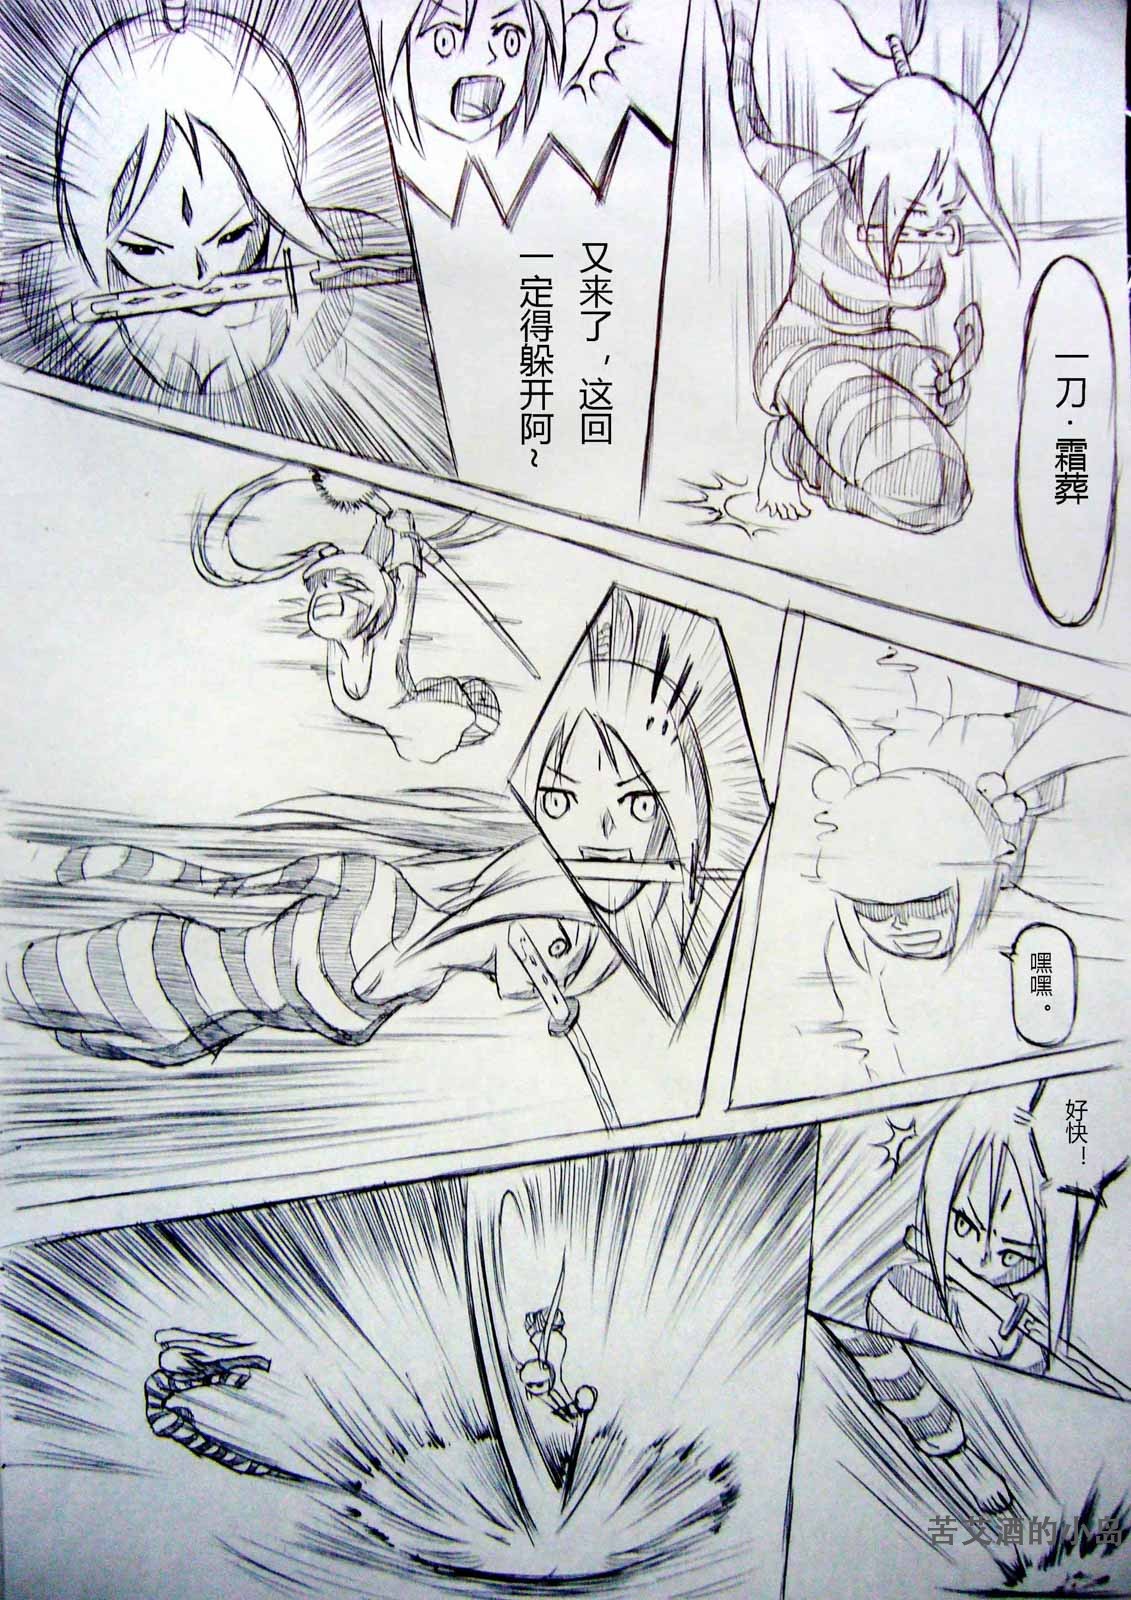 一刀·霜葬
又来了，这回
一定得躲开阿~
嘿嘿。
好快！
苦艾酒的小岛